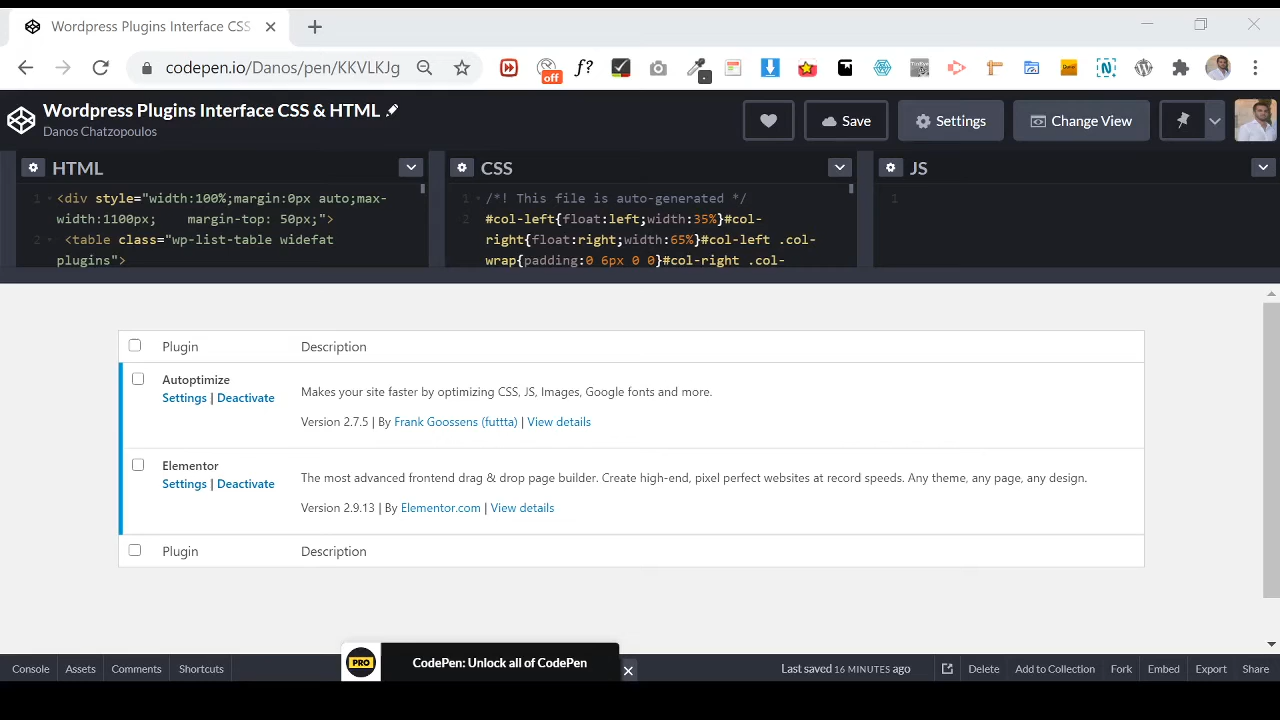 Wordpress Plugins Interface CSS
codepen.io/Danos/pen/KKVLKJg
off
f?
Wordpress Plugins Interface CSS & HTML
Danos Chatzopoulos
Save
Settings
Change View
HTML
CSS
JS
1 <div style="width:100%;margin:0px auto;max-
width:1100px; margin-top: 50px;">
2 <table class="wp-list-table widefat
plugins">
1 /*! This file is auto-generated */
2 #col-left{float:left;width:35%}#col-
right{float:right;width:65%}#col-left .col-
wrap{padding:0 6px 0 0}#col-right .col-
1
Plugin Description
Autoptimize
Settings | Deactivate
Makes your site faster by optimizing CSS, JS, Images, Google fonts and more.
Version 2.7.5 | By Frank Goossens (futtta) | View details
Elementor
Settings | Deactivate
The most advanced frontend drag & drop page builder. Create high-end, pixel perfect websites at record speeds. Any theme, any page, any design.
Version 2.9.13 | By Elementor.com | View details
Plugin Description
PRO
CodePen: Unlock all of CodePen
Console Assets Comments Shortcuts
Last saved 16 MINUTES AGO
Delete Add to Collection Fork Embed Export Share